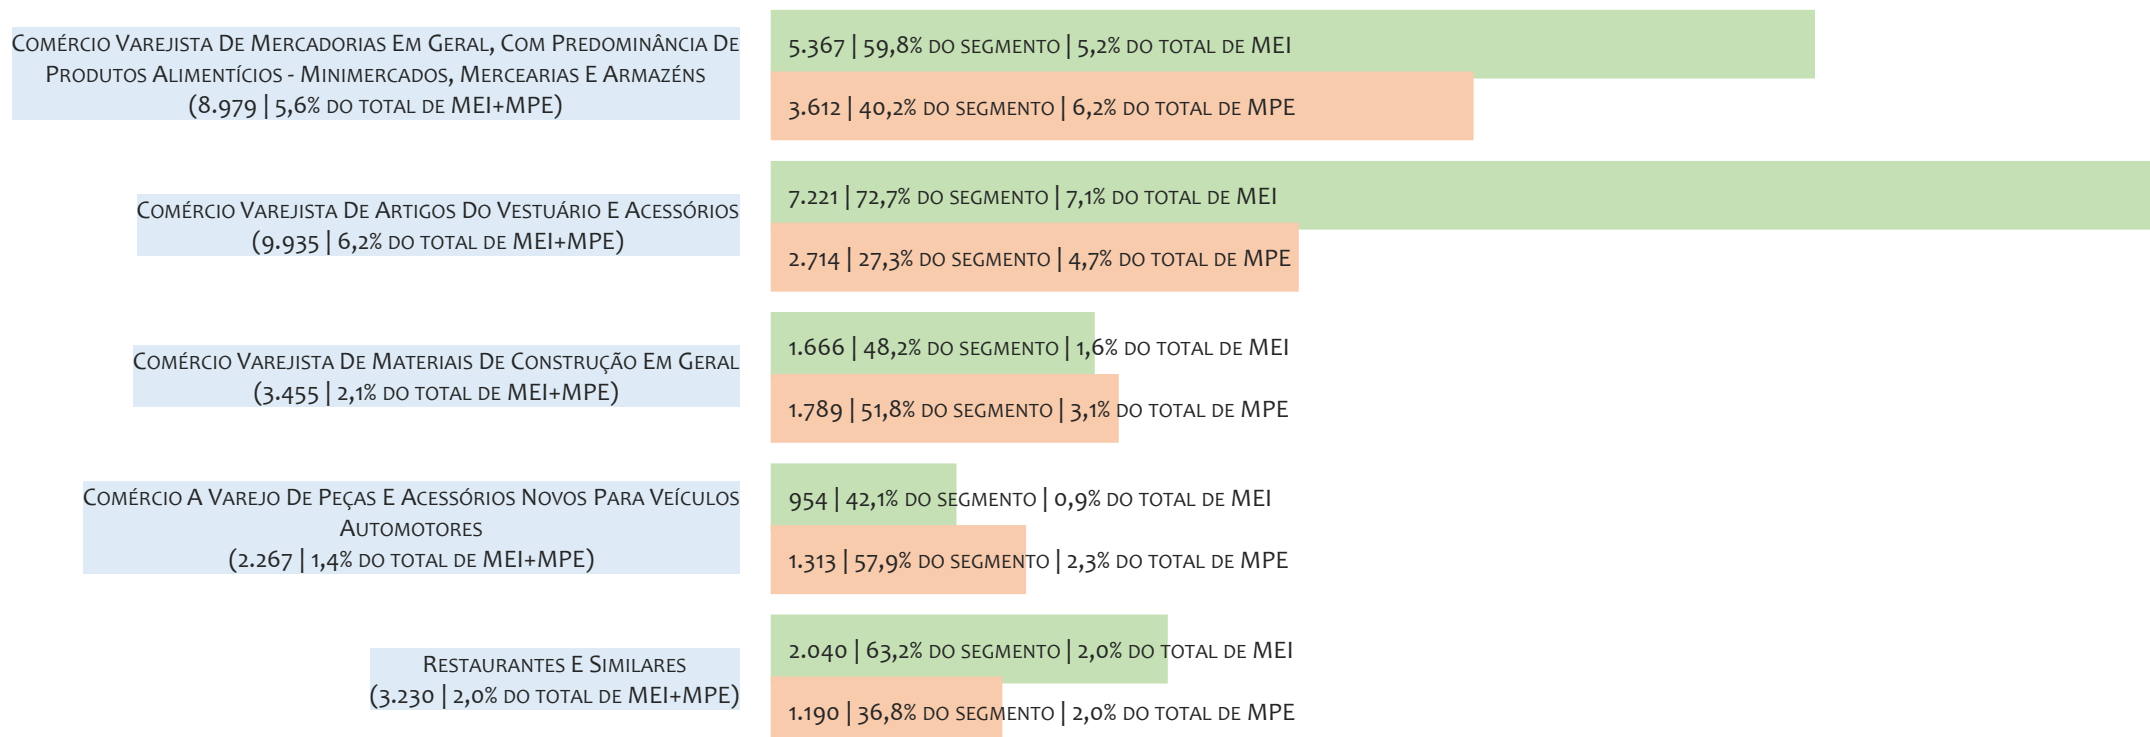 Comércio Varejista De Mercadorias Em Geral, Com Predominância De
Produtos Alimentícios - Minimercados, Mercearias E Armazéns
(8.979 | 5,6% do total de MEI+MPE)
5.367 | 59,8% do segmento | 5,2% do total de MEI
3.612 | 40,2% do segmento | 6,2% do total de MPE
Comércio Varejista De Artigos Do Vestuário E Acessórios
(9.935 | 6,2% do total de MEI+MPE)
7.221 | 72,7% do segmento | 7,1% do total de MEI
2.714 | 27,3% do segmento | 4,7% do total de MPE
Comércio Varejista De Materiais De Construção Em Geral
(3.455 | 2,1% do total de MEI+MPE)
1.666 | 48,2% do segmento | 1,6% do total de MEI
1.789 | 51,8% do segmento | 3,1% do total de MPE
Comércio A Varejo De Peças E Acessórios Novos Para Veículos
Automotores
(2.267 | 1,4% do total de MEI+MPE)
954 | 42,1% do segmento | 0,9% do total de MEI
1.313 | 57,9% do segmento | 2,3% do total de MPE
Restaurantes E Similares
(3.230 | 2,0% do total de MEI+MPE)
2.040 | 63,2% do segmento | 2,0% do total de MEI
1.190 | 36,8% do segmento | 2,0% do total de MPE